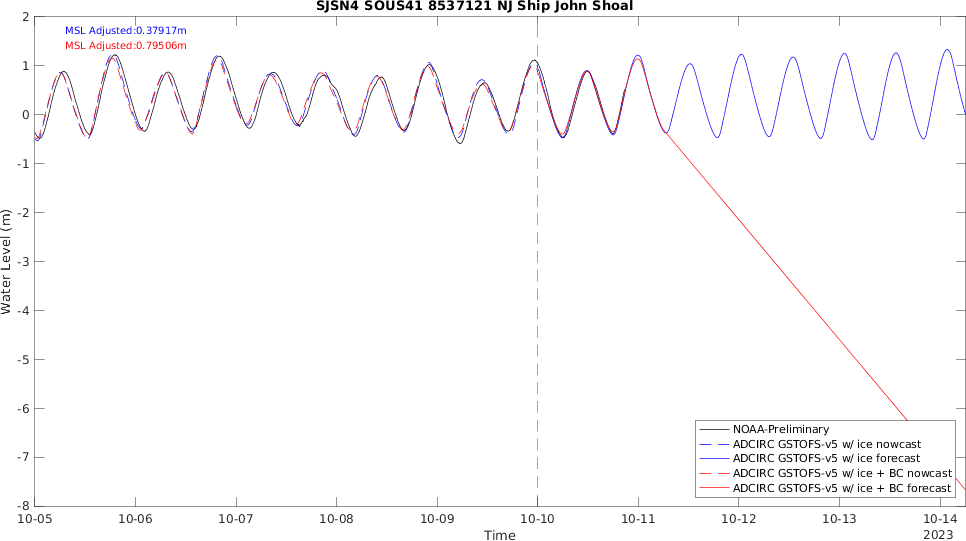 SJSN4 SOUS41 8537121 NJ Ship John Shoal
MSL Adjusted:0.37917m
MSL Adjusted:0.79506m
2
1
0
-1
-2
-3
-4
-5
-6
-7
-8
Water Level (m)
NOAA-Preliminary
ADCIRC GSTOFS-v5 w/ ice nowcast
ADCIRC GSTOFS-v5 w/ ice forecast
ADCIRC GSTOFS-v5 w/ ice + BC nowcast
ADCIRC GSTOFS-v5 w/ ice + BC forecast
10-05 10-06 10-07 10-08 10-09 10-10 10-11 10-12 10-13 10-14
2023
Time